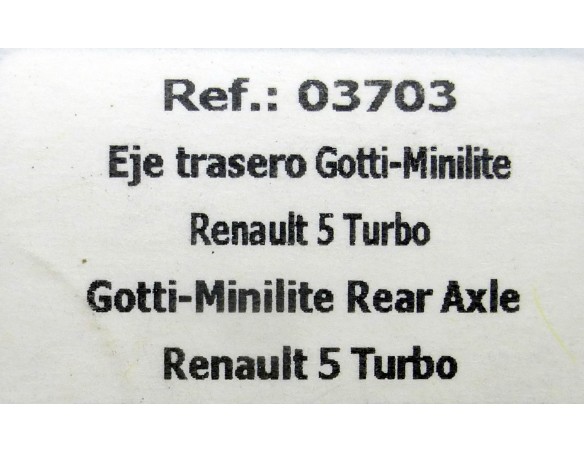 Ref.: 03703
Eje trasero Gotti-Minilite
Renault 5 Turbo
Gotti-Minilite Rear Axle
Renault 5 Turbo